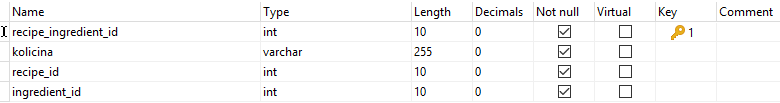 Name Type Length Decimals Not null Virtual Key Comment
recipe_ingredient_id int 10 0 1
kolicina varchar 255 0
recipe_id int 10 0
ingredient_id int 10 0